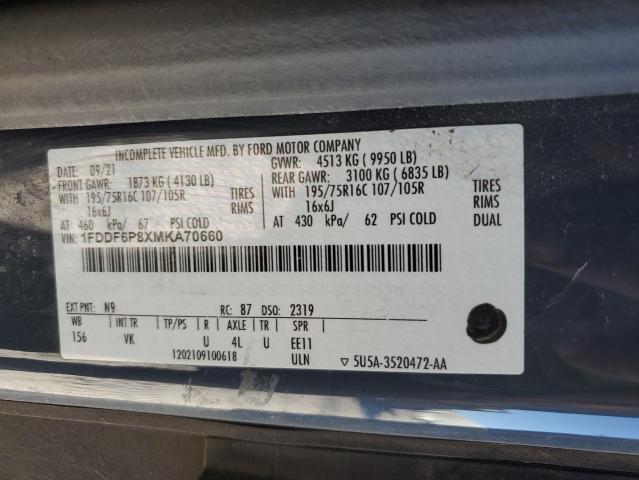 INCOMPLETE VEHICLE MFD. BY FORD MOTOR COMPANY
DATE: 09/21 GVWR: 4513 KG ( 9950 LB)
FRONT GAWR: 1873 KG ( 4130 LB) REAR GAWR: 3100 KG ( 6835 LB)
WITH 195/75R16C 107/105R TIRES WITH 195/75R16C 107/105R TIRES
16x6J RIMS 16x6J RIMS
AT 460 kPa/ 67 PSI COLD AT 430 kPa/ 62 PSI COLD DUAL
VIN: 1FDDF6P8XMKA70660
EXT PNT: N9 RC: 87 DSO: 2319
WB INT TR TP/PS R AXLE TR SPR
156 VK U 4L U EE11
1202109100618 ULN ▽ 5U5A-3520472-AA